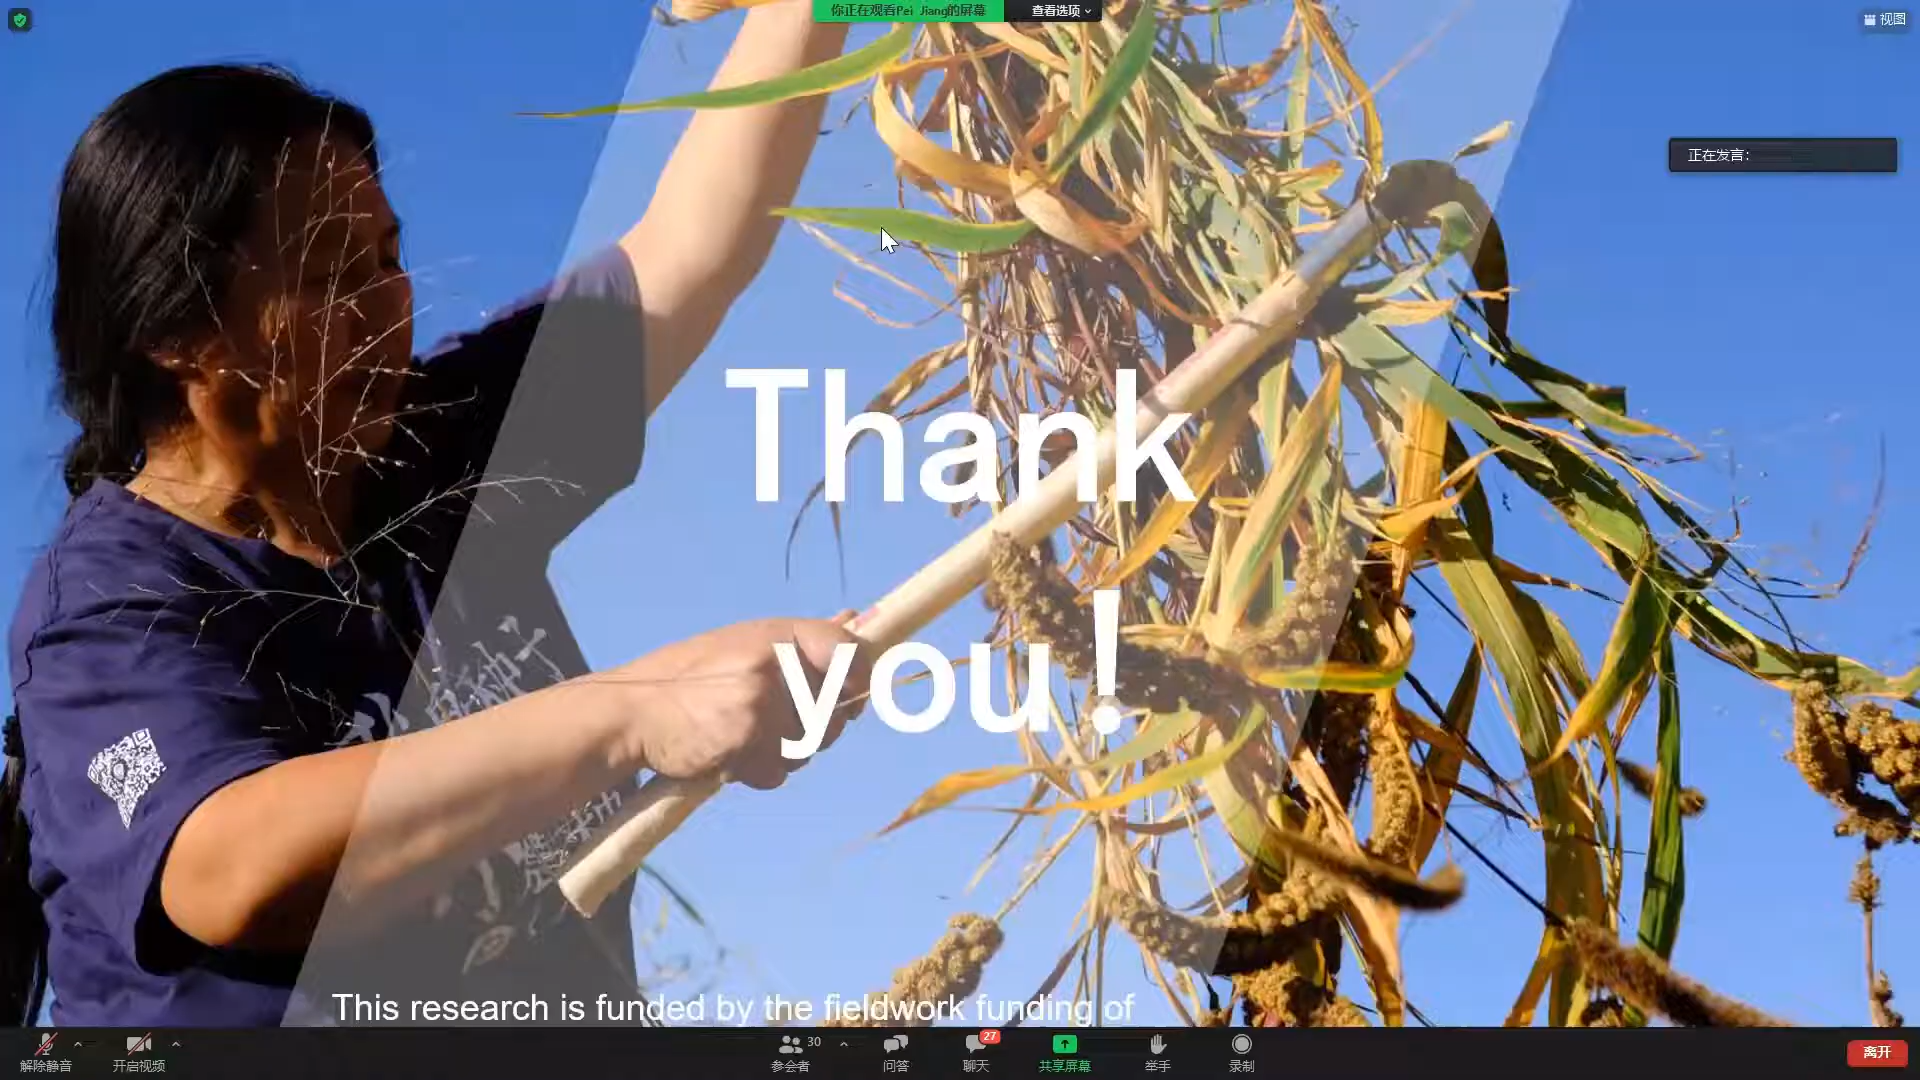 你正在观看Pei Jiang的屏幕
查看选项
视图
正在发言:
Thank
you!
This research is funded by the fieldwork funding of
解除静音
开启视频
30
参会者
问答
27
聊天
共享屏幕
举手
录制
离开